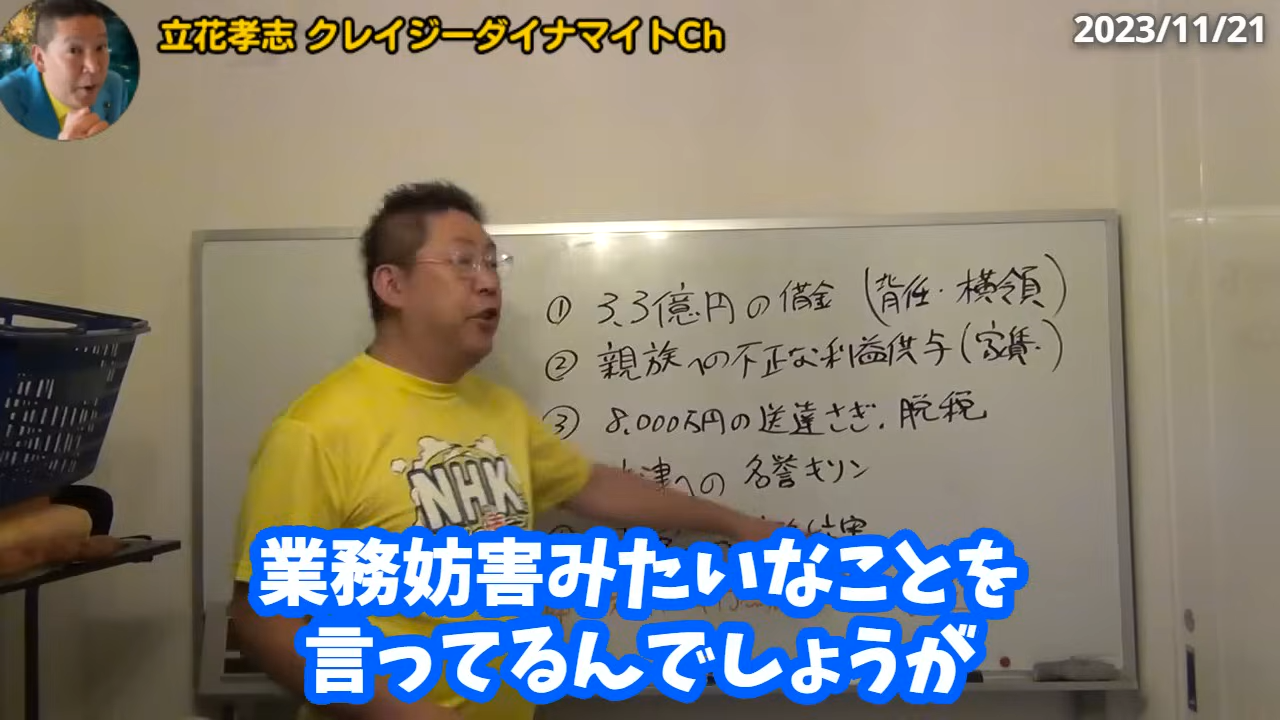 立花孝志 クレイジーダイナマイトCh
2023/11/21
① 3.3億円の借金 (背任・横領)
② 親族への不正な利益供与(家賃・)
③ 8,000万円の送達さぎ、脱税
津への名誉キソン
NHK
業務妨害みたいなことを
言ってるんでしょうが